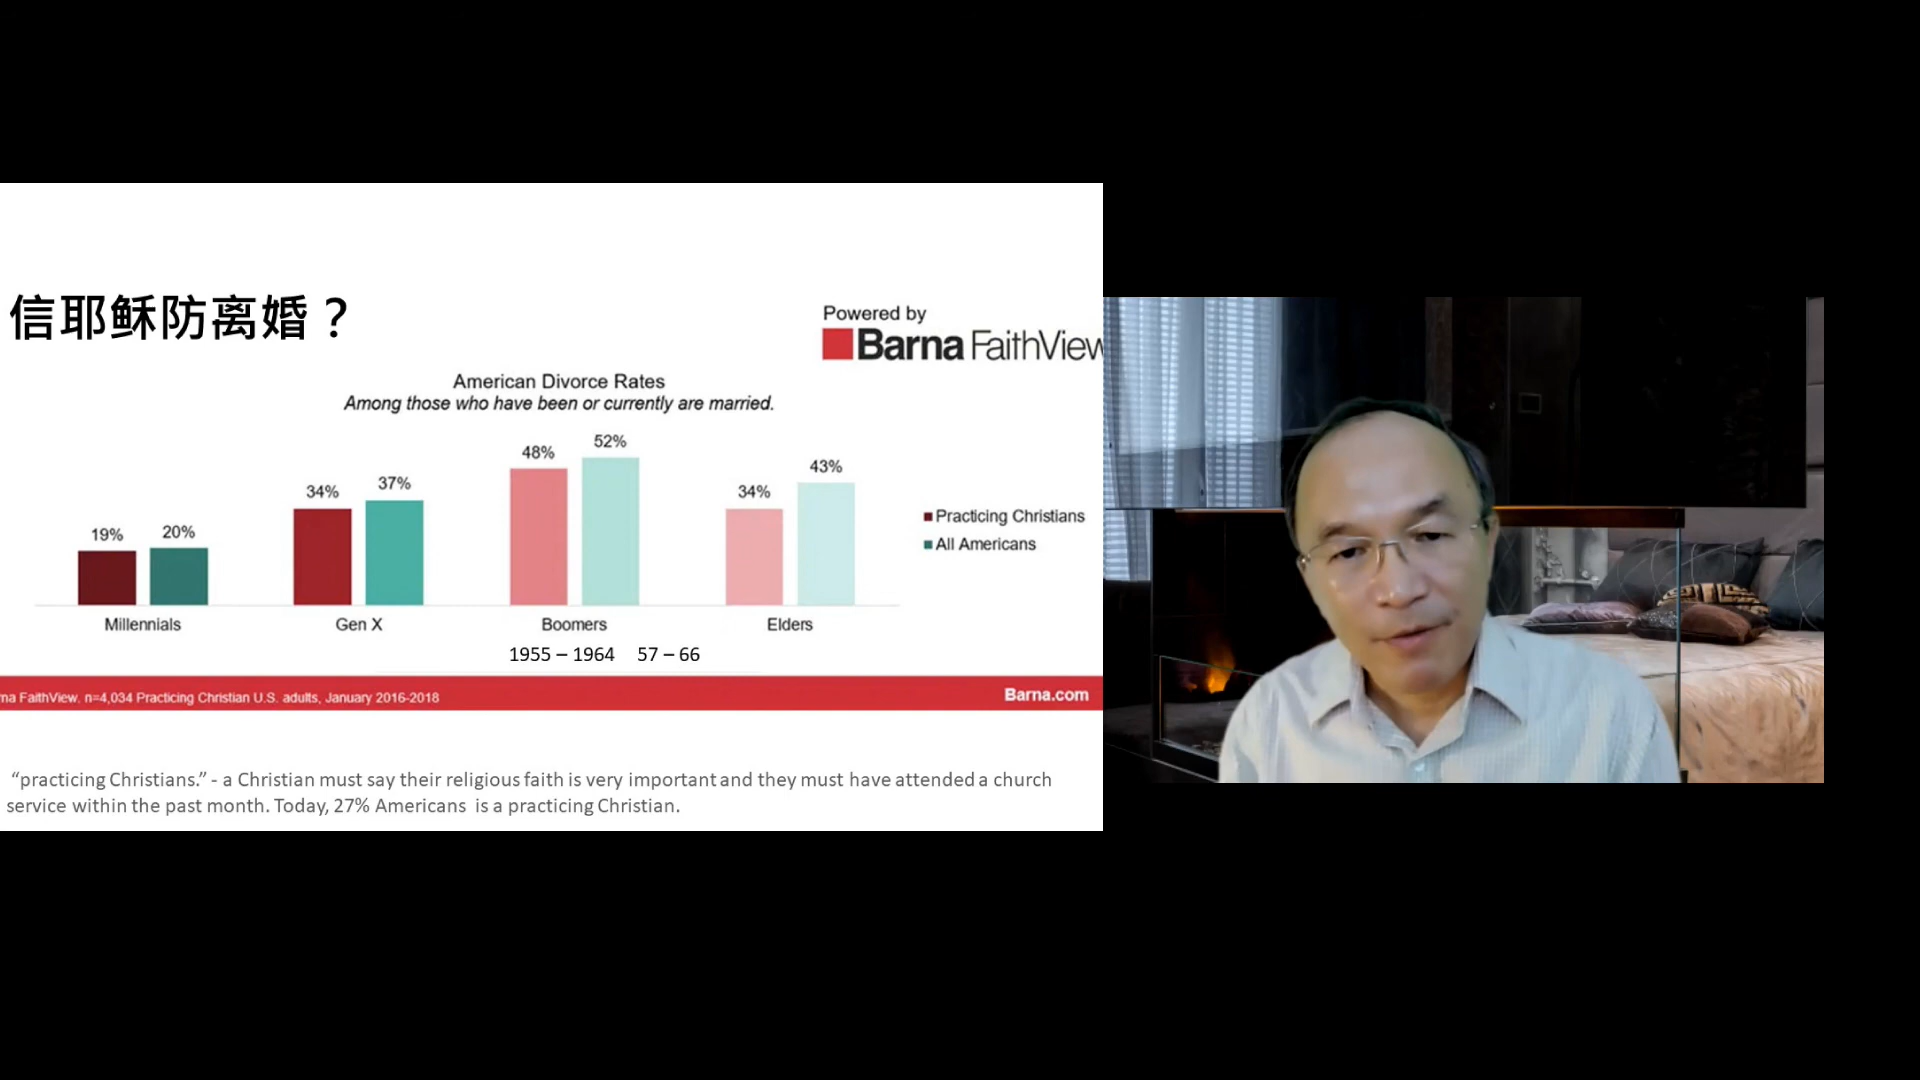 信耶稣防离婚？
Powered by
Barna FaithView
American Divorce Rates
Among those who have been or currently are married.
19% 20% 34% 37% 48% 52% 34% 43%
Practicing Christians
All Americans
Millennials Gen X Boomers Elders
1955 – 1964 57 – 66
FaithView. n=4,034 Practicing Christian U.S. adults, January 2016-2018
Barna.com
“practicing Christians.” - a Christian must say their religious faith is very important and they must have attended a church
service within the past month. Today, 27% Americans is a practicing Christian.